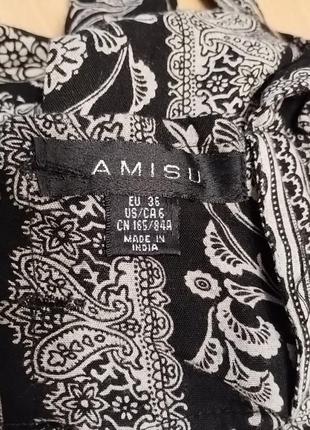 AMISU
EU 36
US/CA 6
CN 165/84A
MADE IN
INDIA